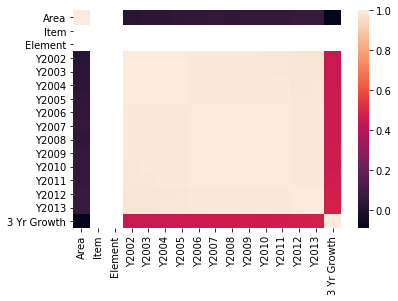 Area
Item
Element
Y2002
Y2003
Y2004
Y2005
Y2006
Y2007
Y2008
Y2009
Y2010
Y2011
Y2012
Y2013
3 Yr Growth
Area
Item
Element
Y2002
Y2003
Y2004
Y2005
Y2006
Y2007
Y2008
Y2009
Y2010
Y2011
Y2012
Y2013
3 Yr Growth
1.0
0.8
0.6
0.4
0.2
0.0